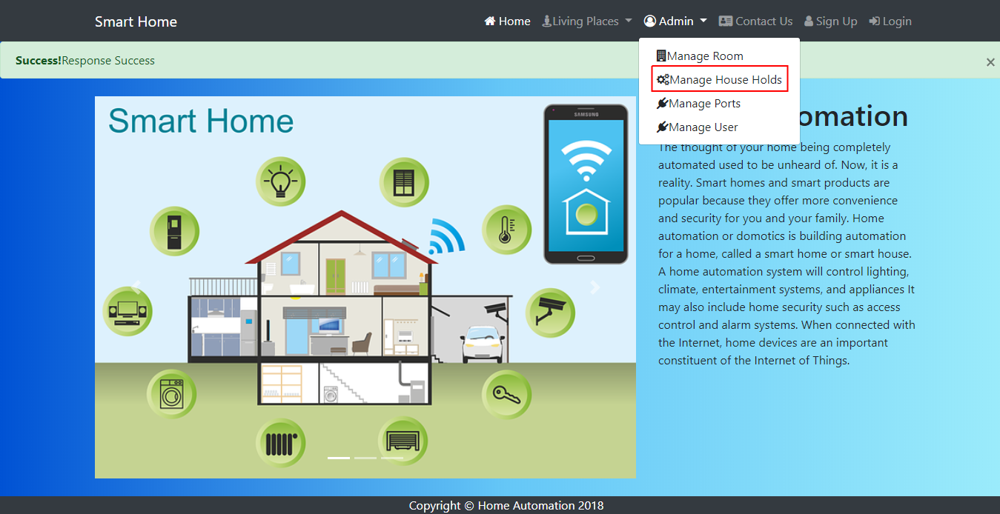 Smart Home
Home Living Places Admin Contact Us Sign Up Login
Success!Response Success
×
Manage Room
Manage House Holds
Manage Ports
Manage User
Smart Home
SAMSUNG
omation
The thought of your home being completely
automated used to be unheard of. Now, it is a
reality. Smart homes and smart products are
popular because they offer more convenience
and security for you and your family. Home
automation or domotics is building automation
for a home, called a smart home or smart house.
A home automation system will control lighting,
climate, entertainment systems, and appliances It
may also include home security such as access
control and alarm systems. When connected with
the Internet, home devices are an important
constituent of the Internet of Things.
Copyright © Home Automation 2018